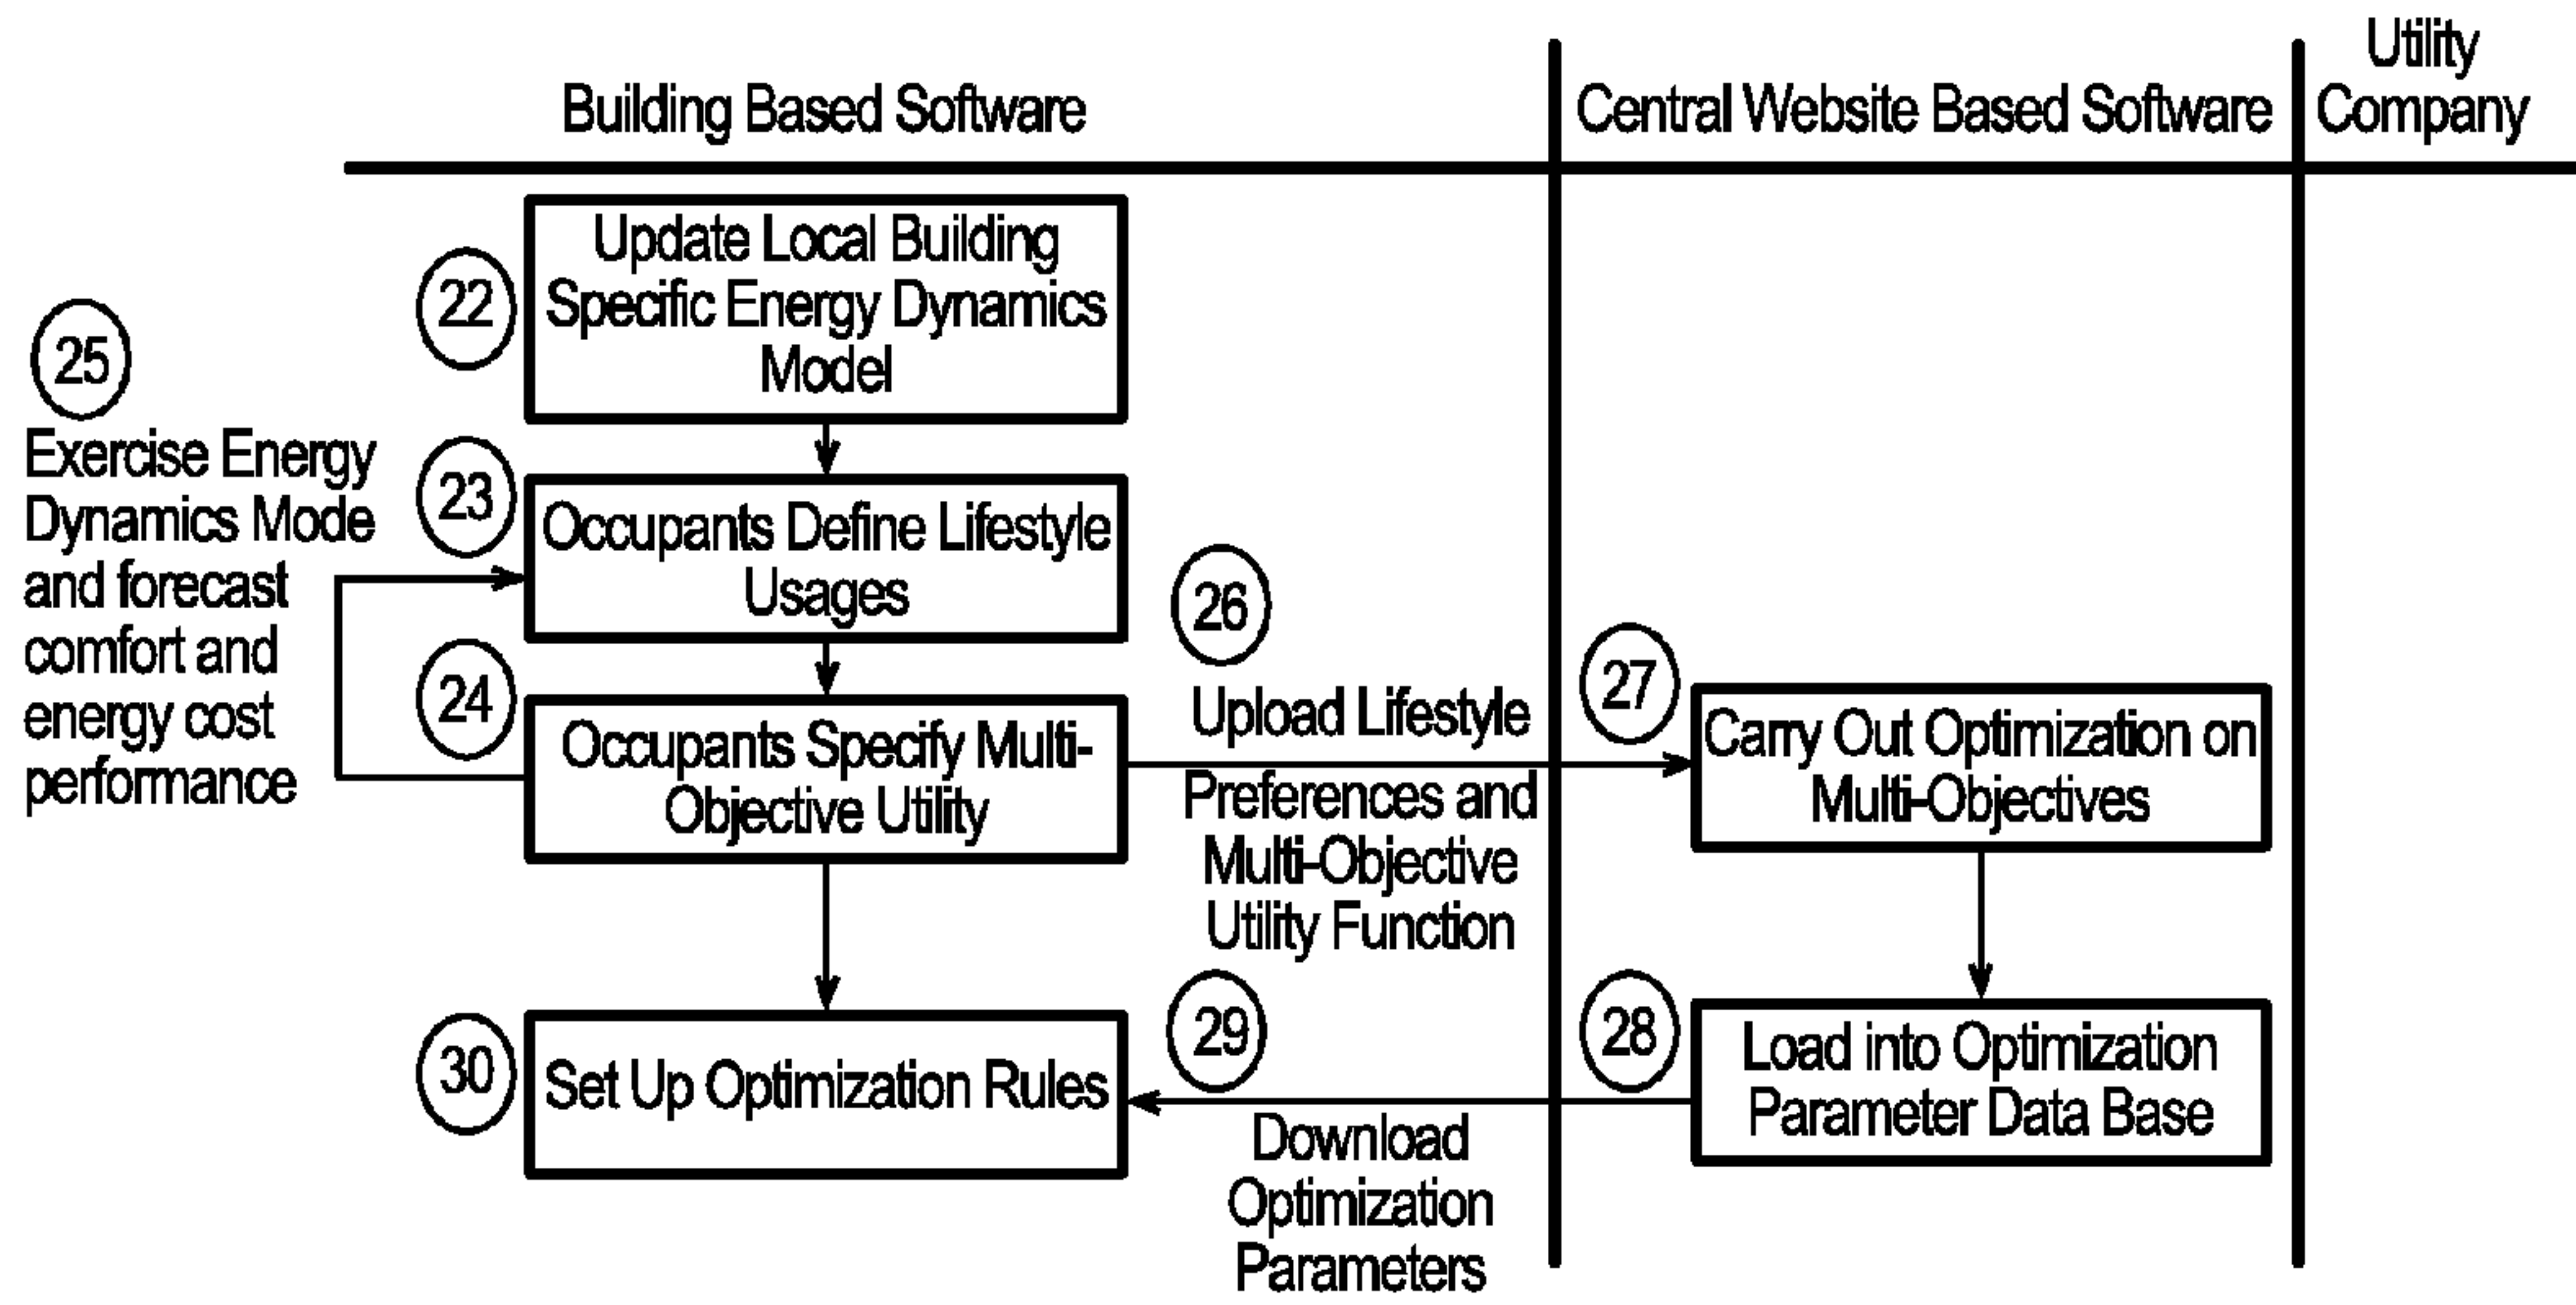 Building Based Software
Central Website Based Software
Utility
Company
22
Update Local Building
Specific Energy Dynamics
Model
25
Exercise Energy
Dynamics Mode
and forecast
comfort and
energy cost
performance
23
Occupants Define Lifestyle
Usages
24
Occupants Specify Multi-
Objective Utility
26
Upload Lifestyle
Preferences and
Multi-Objective
Utility Function
27
Carry Out Optimization on
Multi-Objectives
28
Load into Optimization
Parameter Data Base
29
Download
Optimization
Parameters
30
Set Up Optimization Rules